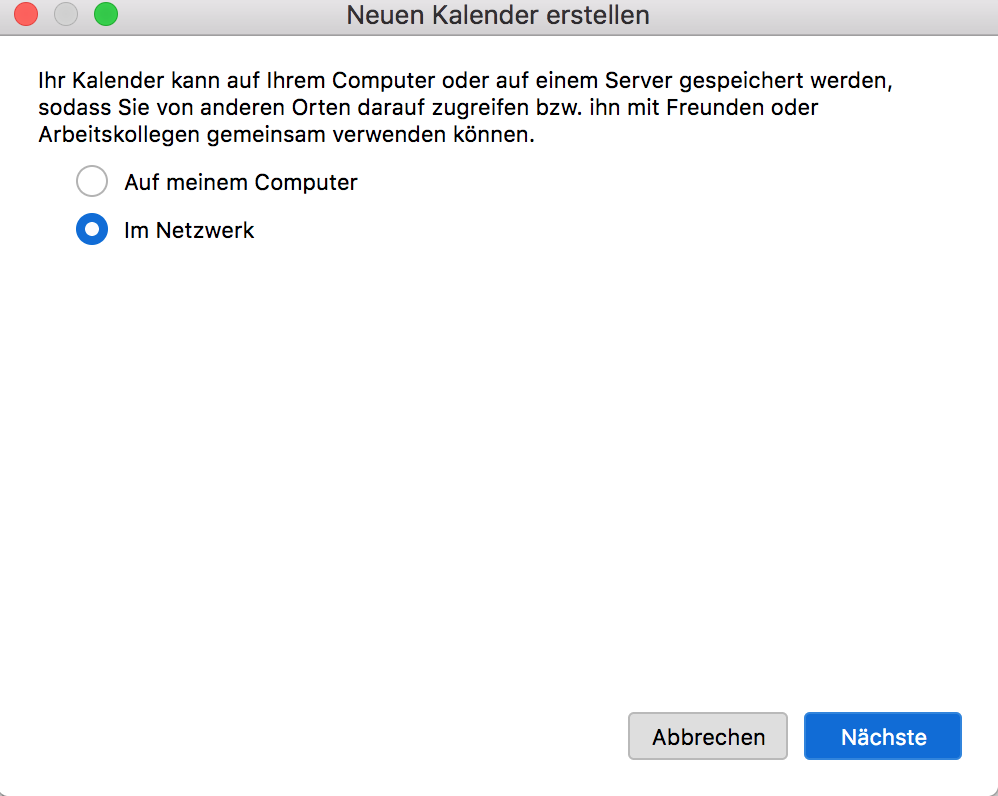 Neuen Kalender erstellen
Ihr Kalender kann auf Ihrem Computer oder auf einem Server gespeichert werden,
sodass Sie von anderen Orten darauf zugreifen bzw. ihn mit Freunden oder
Arbeitskollegen gemeinsam verwenden können.
Auf meinem Computer
Im Netzwerk
Abbrechen
Nächste